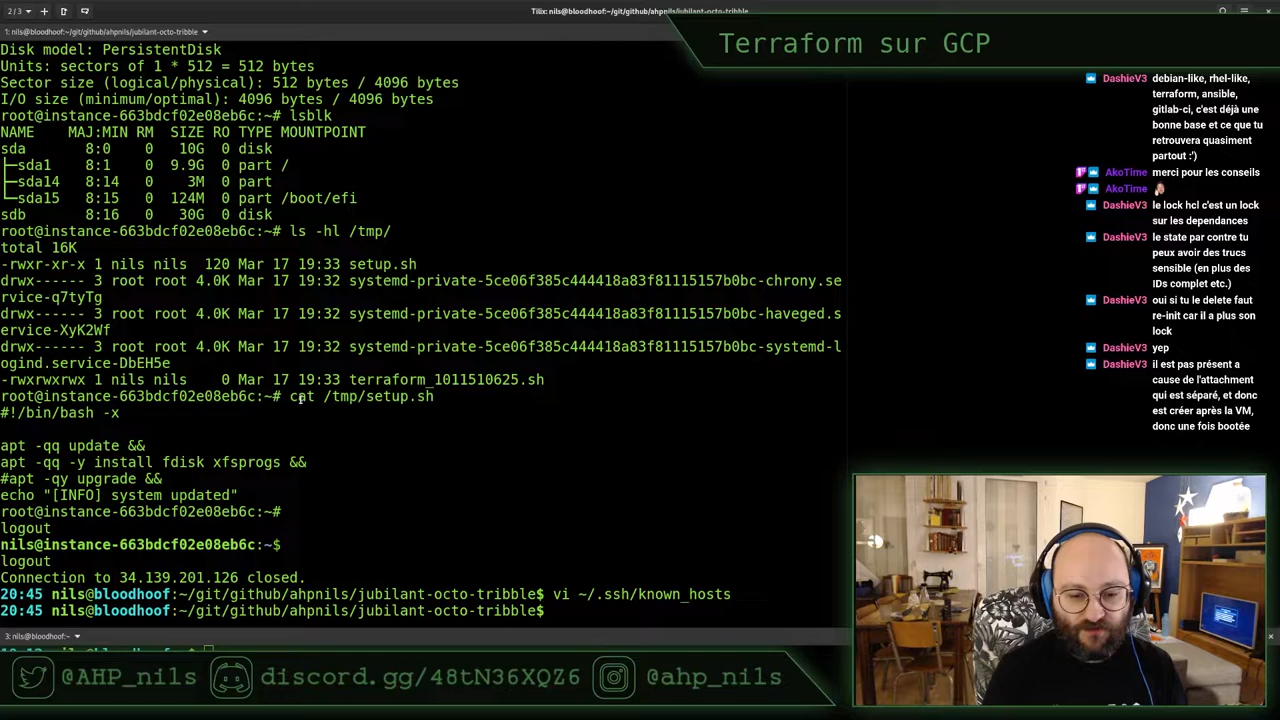 2/3
Tilix: nils@bloodhoof:~/git/github/ahpnils/jubilant-octo-tribble
1: nils@bloodhoof:~/git/github/ahpnils/jubilant-octo-tribble
Terraform sur GCP
Disk model: PersistentDisk
Units: sectors of 1 * 512 = 512 bytes
Sector size (logical/physical): 512 bytes / 4096 bytes
I/O size (minimum/optimal): 4096 bytes / 4096 bytes
root@instance-663bdcf02e08eb6c:~# lsblk
NAME    MAJ:MIN RM  SIZE RO TYPE MOUNTPOINT
sda       8:0    0   10G  0 disk
├─sda1    8:1    0  9.9G  0 part /
├─sda14   8:14   0    3M  0 part
└─sda15   8:15   0  124M  0 part /boot/efi
sdb       8:16   0   30G  0 disk
root@instance-663bdcf02e08eb6c:~# ls -hl /tmp/
total 16K
-rwxr-xr-x 1 nils nils  120 Mar 17 19:33 setup.sh
drwx------ 3 root root 4.0K Mar 17 19:32 systemd-private-5ce06f385c444418a83f81115157b0bc-chrony.se
rvice-q7tyTg
drwx------ 3 root root 4.0K Mar 17 19:32 systemd-private-5ce06f385c444418a83f81115157b0bc-haveged.s
ervice-XyK2Wf
drwx------ 3 root root 4.0K Mar 17 19:32 systemd-private-5ce06f385c444418a83f81115157b0bc-systemd-l
ogind.service-DbEH5e
-rwxrwxrwx 1 nils nils    0 Mar 17 19:33 terraform_1011510625.sh
root@instance-663bdcf02e08eb6c:~# cat /tmp/setup.sh
#!/bin/bash -x
apt -qq update &&
apt -qq -y install fdisk xfsprogs &&
#apt -qy upgrade &&
echo "[INFO] system updated"
root@instance-663bdcf02e08eb6c:~#
logout
nils@instance-663bdcf02e08eb6c:~$
logout
Connection to 34.139.201.126 closed.
20:45 nils@bloodhoof:~/git/github/ahpnils/jubilant-octo-tribble$ vi ~/.ssh/known_hosts
20:45 nils@bloodhoof:~/git/github/ahpnils/jubilant-octo-tribble$
3: nils@bloodhoof:~
DashieV3 debian-like, rhel-like,
terraform, ansible,
gitlab-ci, c'est déjà une
bonne base et ce que tu
retrouvera quasiment
partout :')
AkoTime merci pour les conseils
AkoTime
DashieV3 le lock hcl c'est un lock
sur les dependances
DashieV3 le state par contre tu
peux avoir des trucs
sensible (en plus des
IDs complet etc.)
DashieV3 oui si tu le delete faut
re-init car il a plus son
lock
DashieV3 yep
DashieV3 il est pas présent a
cause de l'attachment
qui est séparé, et donc
est créer après la VM,
donc une fois bootée
@AHP_nils
discord.gg/48tN36XQZ6
@ahp_nils